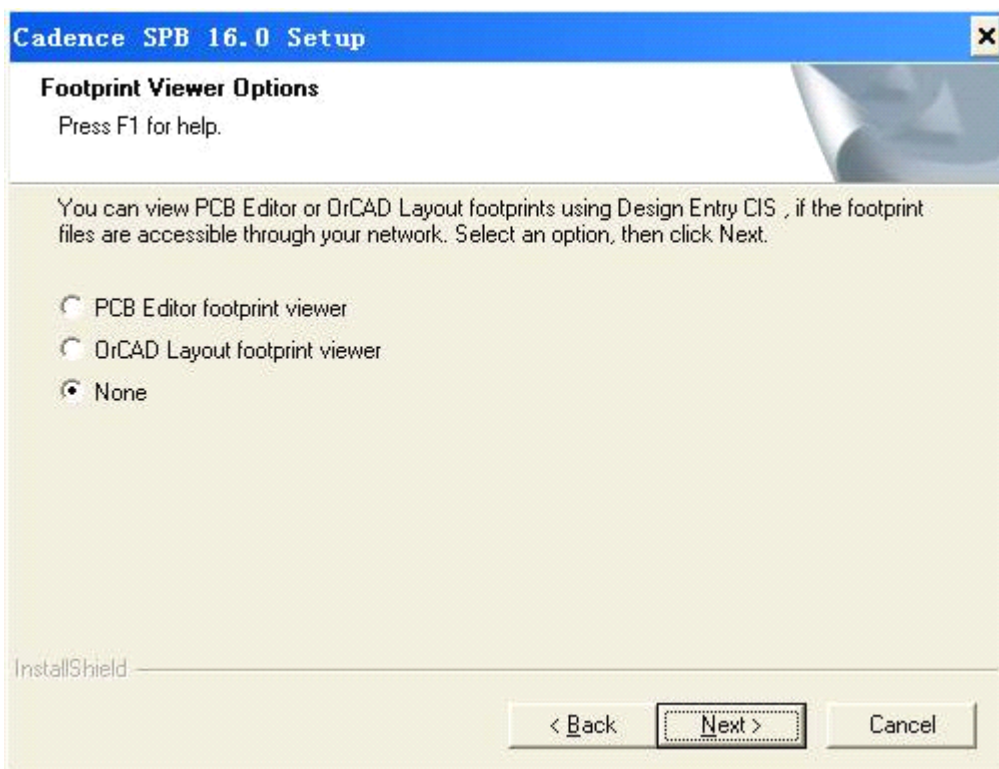 Cadence SPB 16.0 Setup
Footprint Viewer Options
Press F1 for help.
You can view PCB Editor or OrCAD Layout footprints using Design Entry CIS , if the footprint
files are accessible through your network. Select an option, then click Next.
PCB Editor footprint viewer
OrCAD Layout footprint viewer
None
InstallShield
< Back Next > Cancel